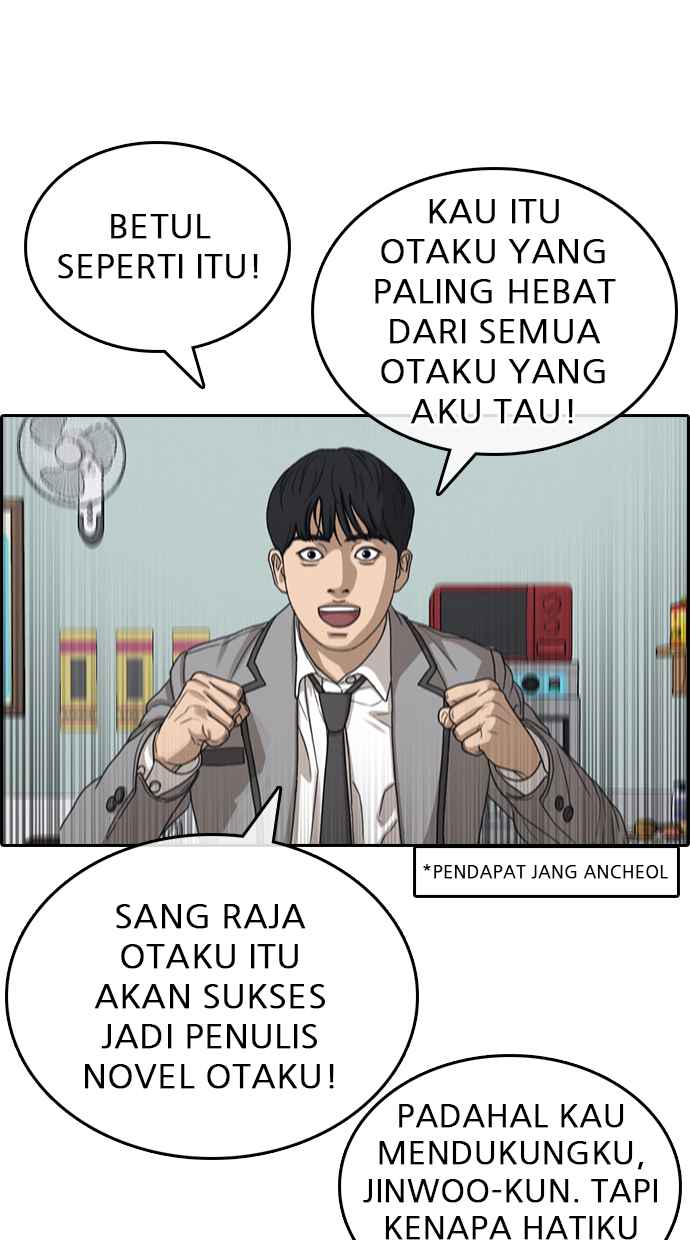 BETUL
SEPERTI ITU!
KAU ITU
OTAKU YANG
PALING HEBAT
DARI SEMUA
OTAKU YANG
AKU TAU!
*PENDAPAT JANG ANCHEOL
SANG RAJA
OTAKU ITU
AKAN SUKSES
JADI PENULIS
NOVEL OTAKU!
PADAHAL KAU
MENDUKUNGKU,
JINWOO-KUN. TAPI
KENAPA HATIKU